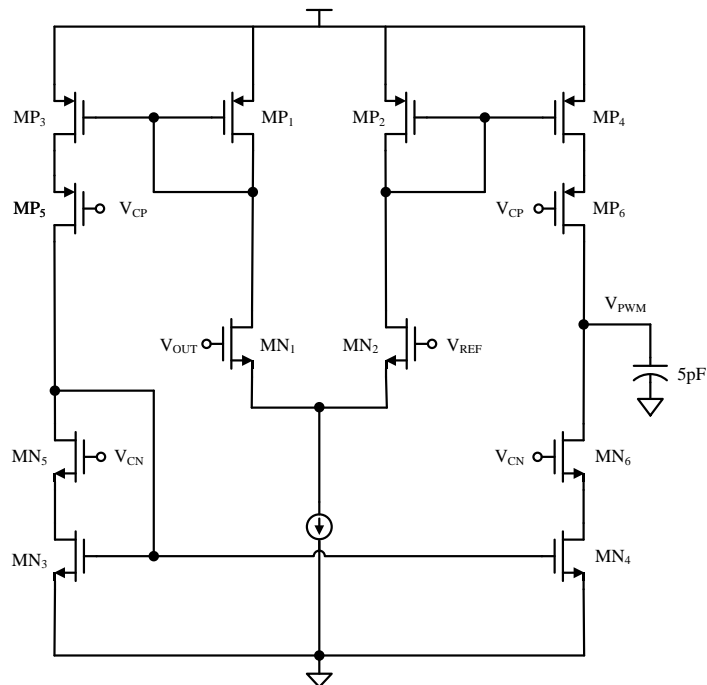 MP3
MP1
MP2
MP4
MP5
VCP
VCP
MP6
VPWM
VOUT
MN1
MN2
VREF
5pF
MN5
VCN
VCN
MN6
MN3
MN4